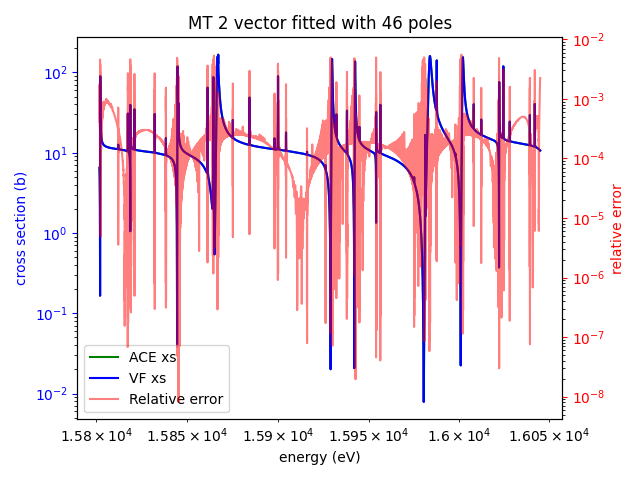 MT 2 vector fitted with 46 poles
10²
10¹
10⁰
10⁻¹
10⁻²
cross section (b)
10⁻²
10⁻³
10⁻⁴
10⁻⁵
10⁻⁶
10⁻⁷
10⁻⁸
relative error
ACE xs
VF xs
Relative error
1.58 × 10⁴ 1.585 × 10⁴ 1.59 × 10⁴ 1.595 × 10⁴ 1.6 × 10⁴ 1.605 × 10⁴
energy (eV)